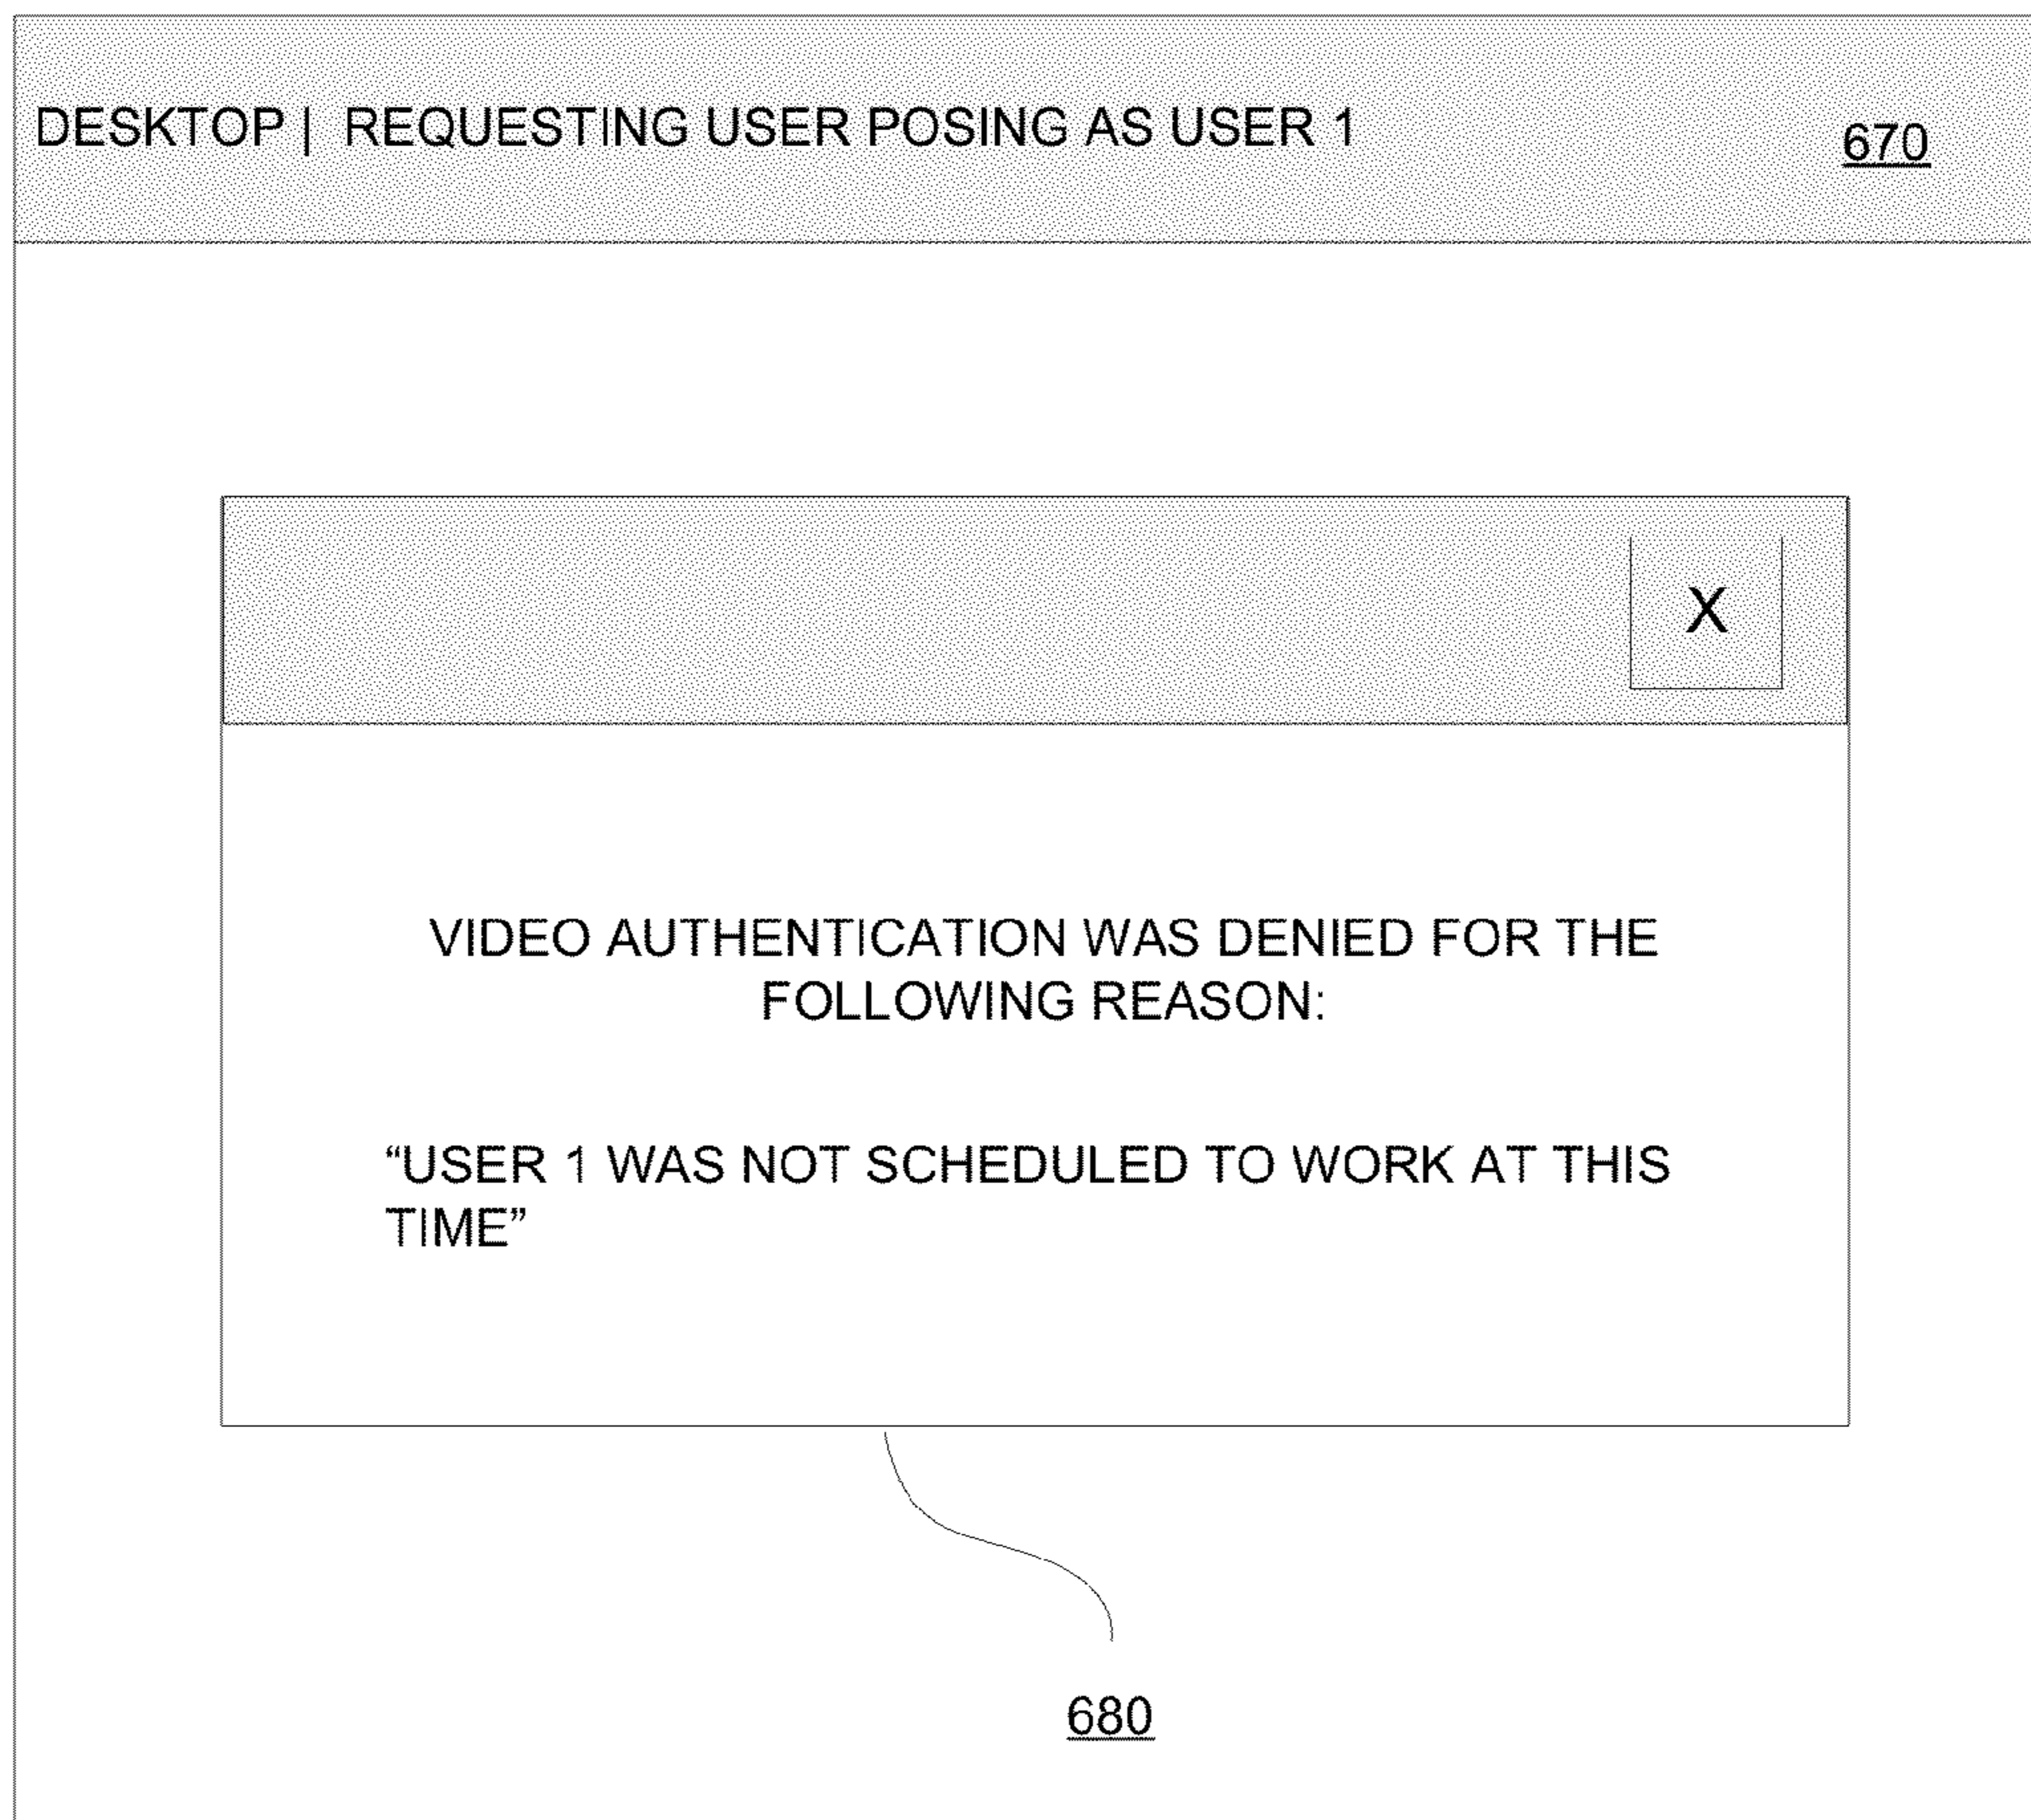 DESKTOP | REQUESTING USER POSING AS USER 1
670
X
VIDEO AUTHENTICATION WAS DENIED FOR THE
FOLLOWING REASON:
“USER 1 WAS NOT SCHEDULED TO WORK AT THIS
TIME”
680